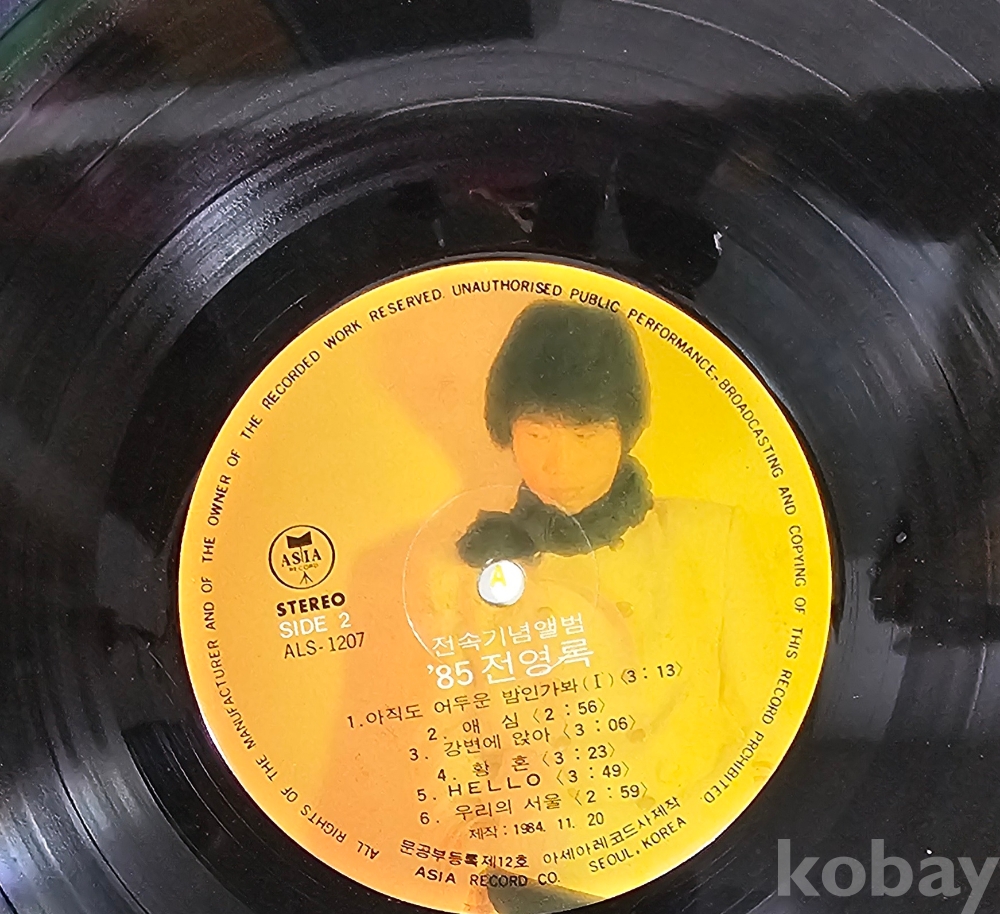 ALL RIGHTS OF THE MANUFACTURER AND OF THE OWNER OF THE RECORDED WORK RESERVED. UNAUTHORISED PUBLIC PERFORMANCE,-BROADCASTING AND COPYING OF THIS RECORD PROHIBITED
ASIA
RECORD
STEREO
SIDE 2
ALS-1207
A
전속기념앨범
'85 전영록
1. 아직도 어두운 밤인가봐(Ⅰ)〈3:13〉
2. 애 심〈2:56〉
3. 강변에 앉아〈3:06〉
4. 황 혼〈3:23〉
5. HELLO〈3:49〉
6. 우리의 서울〈2:59〉
제작: 1984. 11. 20
문공부등록제12호 아세아레코드사제작
ASIA RECORD CO. SEOUL, KOREA
kobay